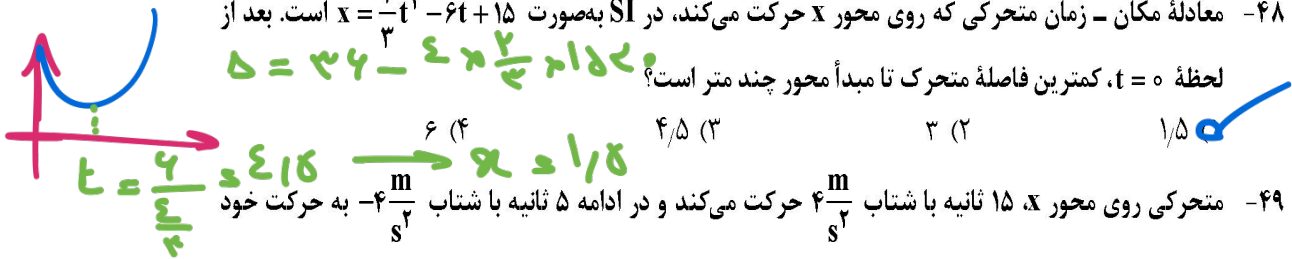 ۴۸- معادلهٔ مکان ـ زمان متحرکی که روی محور x حرکت می‌کند، در SI به‌صورت x = ۲/۳ t² − ۶t + ۱۵ است. بعد از
Δ = ۳۶ − ۴ × ۲/۳ × ۱۵ < ۰
لحظهٔ t = ۰، کمترین فاصلهٔ متحرک تا مبدأ محور چند متر است؟
۱٫۵ ۲) ۳ ۳) ۴٫۵ ۴) ۶
t = ۶/(۴/۳) = ۴٫۵ → x = ۱٫۵
۴۹- متحرکی روی محور x، ۱۵ ثانیه با شتاب ۴ m/s² حرکت می‌کند و در ادامه ۵ ثانیه با شتاب −۴ m/s² به حرکت خود